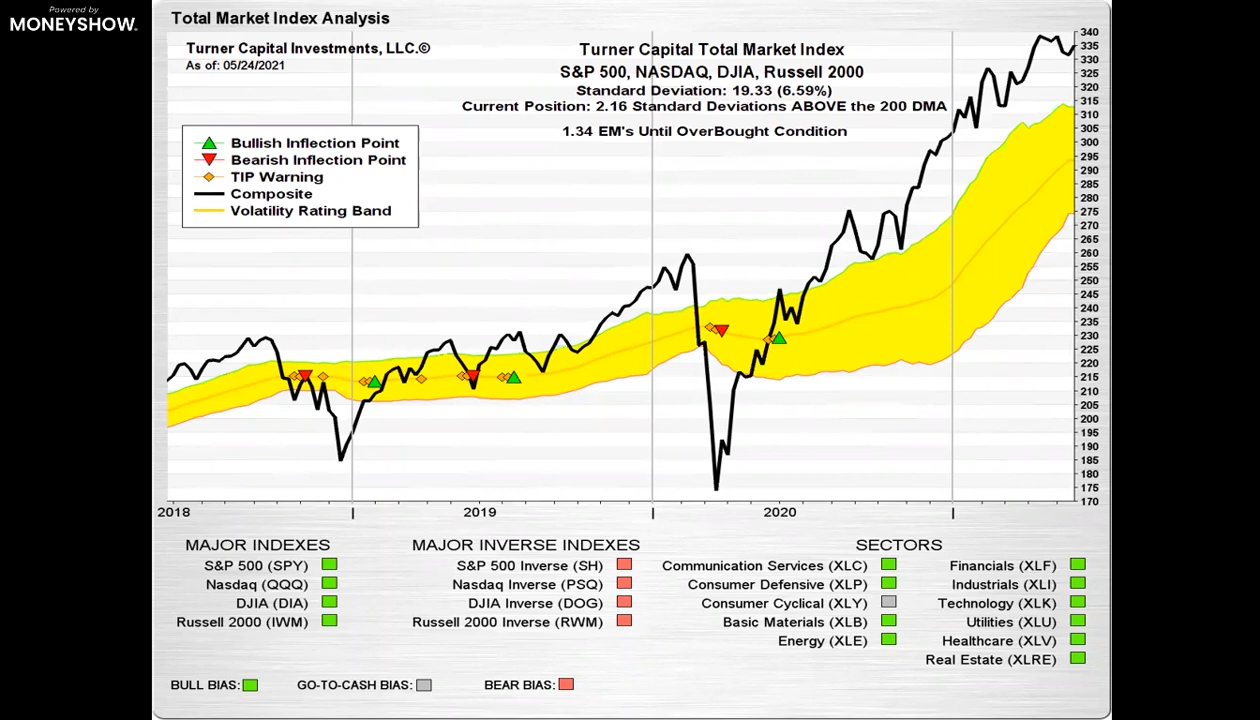 Powered by
MONEYSHOW.
Total Market Index Analysis
Turner Capital Investments, LLC.©
As of: 05/24/2021
Turner Capital Total Market Index
S&P 500, NASDAQ, DJIA, Russell 2000
Standard Deviation: 19.33 (6.59%)
Current Position: 2.16 Standard Deviations ABOVE the 200 DMA
1.34 EM's Until OverBought Condition
Bullish Inflection Point
Bearish Inflection Point
TIP Warning
Composite
Volatility Rating Band
340
335
330
325
320
315
310
305
300
295
290
285
280
275
270
265
260
255
250
245
240
235
230
225
220
215
210
205
200
195
190
185
180
175
170
2018 2019 2020
MAJOR INDEXES
S&P 500 (SPY)
Nasdaq (QQQ)
DJIA (DIA)
Russell 2000 (IWM)
MAJOR INVERSE INDEXES
S&P 500 Inverse (SH)
Nasdaq Inverse (PSQ)
DJIA Inverse (DOG)
Russell 2000 Inverse (RWM)
SECTORS
Communication Services (XLC)
Consumer Defensive (XLP)
Consumer Cyclical (XLY)
Basic Materials (XLB)
Energy (XLE)
Financials (XLF)
Industrials (XLI)
Technology (XLK)
Utilities (XLU)
Healthcare (XLV)
Real Estate (XLRE)
BULL BIAS: GO-TO-CASH BIAS: BEAR BIAS: